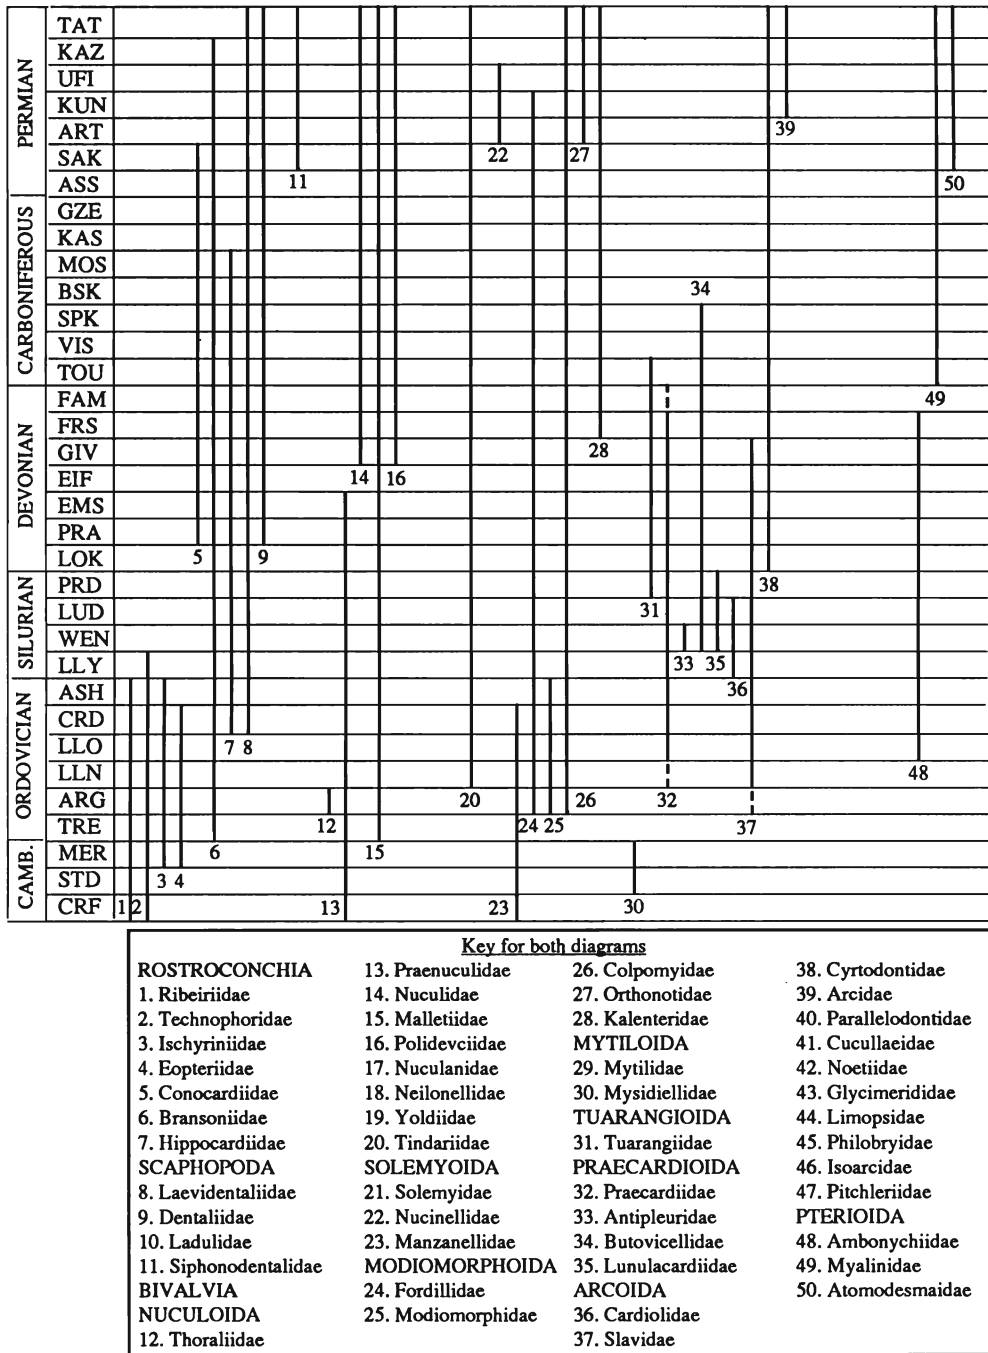 PERMIAN
TAT
KAZ
UFI
KUN
ART
39
SAK
22
27
ASS
11
50
CARBONIFEROUS
GZE
KAS
MOS
BSK
34
SPK
VIS
TOU
DEVONIAN
FAM
49
FRS
GIV
28
EIF
14
16
EMS
PRA
LOK
5
9
SILURIAN
PRD
38
LUD
31
WEN
LLY
33
35
ORDOVICIAN
ASH
36
CRD
LLO
7 8
LLN
48
ARG
20
26
32
TRE
12
24 25
37
CAMB.
MER
6
15
STD
3 4
CRF
1 2
13
23
30
Key for both diagrams
ROSTROCONCHIA
1. Ribeiriidae
2. Technophoridae
3. Ischyriniidae
4. Eopteriidae
5. Conocardiidae
6. Bransoniidae
7. Hippocardiidae
SCAPHOPODA
8. Laevidentaliidae
9. Dentaliidae
10. Ladulidae
11. Siphonodentalidae
BIVALVIA
NUCULOIDA
12. Thoraliidae
13. Praenuculidae
14. Nuculidae
15. Malletiidae
16. Polidevciidae
17. Nuculanidae
18. Neilonellidae
19. Yoldiidae
20. Tindariidae
SOLEMYOIDA
21. Solemyidae
22. Nucinellidae
23. Manzanellidae
MODIOMORPHOIDA
24. Fordillidae
25. Modiomorphidae
26. Colpomyidae
27. Orthonotidae
28. Kalenteridae
MYTILOIDA
29. Mytilidae
30. Mysidiellidae
TUARANGIOIDA
31. Tuarangiidae
PRAECARDIOIDA
32. Praecardiidae
33. Antipleuridae
34. Butovicellidae
35. Lunulacardiidae
ARCOIDA
36. Cardiolidae
37. Slavidae
38. Cyrtodontidae
39. Arcidae
40. Parallelodontidae
41. Cucullaeidae
42. Noetiidae
43. Glycimerididae
44. Limopsidae
45. Philobryidae
46. Isoarcidae
47. Pitchleriidae
PTERIOIDA
48. Ambonychiidae
49. Myalinidae
50. Atomodesmaidae